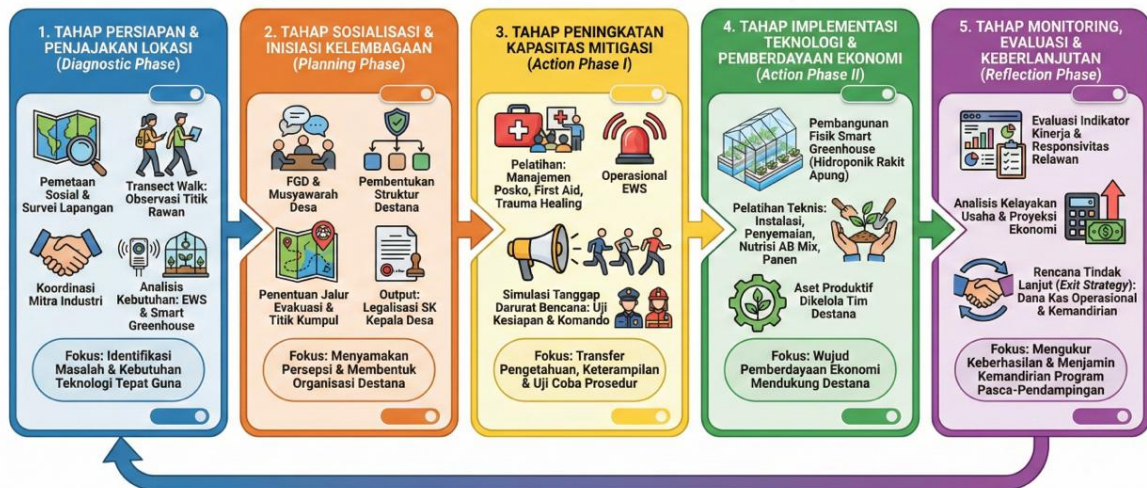 1. TAHAP PERSIAPAN &
PENJAJAKAN LOKASI
(Diagnostic Phase)
Pemetaan
Sosial &
Survei Lapangan
Transect Walk:
Observasi Titik
Rawan
Koordinasi
Mitra Industri
Analisis
Kebutuhan: EWS
& Smart
Greenhouse
Fokus: Identifikasi
Masalah & Kebutuhan
Teknologi Tepat Guna
2. TAHAP SOSIALISASI &
INISIASI KELEMBAGAAN
(Planning Phase)
FGD &
Musyawarah
Desa
Pembentukan
Struktur
Destana
Penentuan Jalur
Evakuasi &
Titik Kumpul
Output:
Legalisasi SK
Kepala Desa
Fokus: Menyamakan
Persepsi & Membentuk
Organisasi Destana
3. TAHAP PENINGKATAN
KAPASITAS MITIGASI
(Action Phase I)
Pelatihan:
Manajemen
Posko, First Aid,
Trauma Healing
Operasional
EWS
Simulasi Tanggap
Darurat Bencana: Uji
Kesiapan & Komando
Fokus: Transfer
Pengetahuan, Keterampilan
& Uji Coba Prosedur
4. TAHAP IMPLEMENTASI
TEKNOLOGI &
PEMBERDAYAAN EKONOMI
(Action Phase II)
Pembangunan
Fisik Smart
Greenhouse
(Hidroponik Rakit
Apung)
Pelatihan Teknis:
Instalasi,
Penyemaian,
Nutrisi AB Mix,
Panen
Aset Produktif
Dikelola Tim
Destana
Fokus: Wujud
Pemberdayaan Ekonomi
Mendukung Destana
5. TAHAP MONITORING,
EVALUASI &
KEBERLANJUTAN
(Reflection Phase)
Evaluasi Indikator
Kinerja &
Responsivitas
Relawan
Analisis Kelayakan
Usaha & Proyeksi
Ekonomi
Rencana Tindak
Lanjut (Exit Strategy):
Dana Kas Operasional
& Kemandirian
Fokus: Mengukur
Keberhasilan & Menjamin
Kemandirian Program
Pasca-Pendampingan